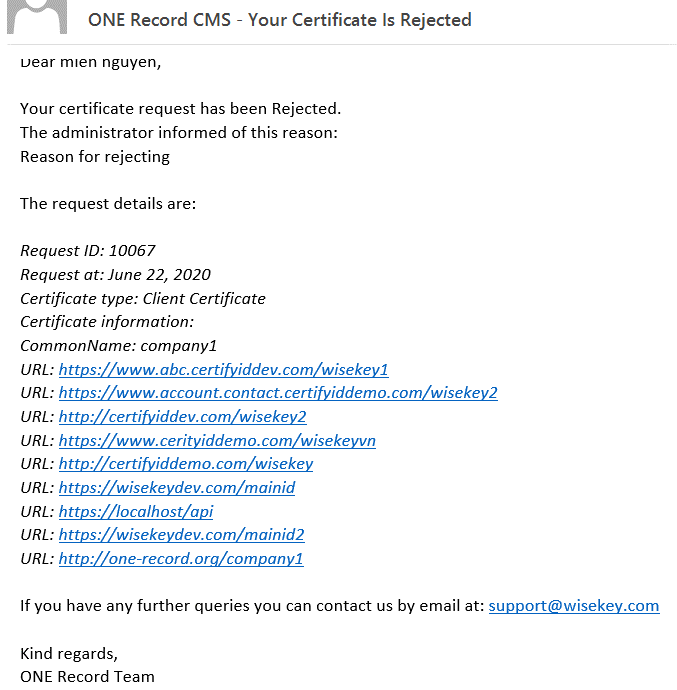 ONE Record CMS - Your Certificate Is Rejected
Dear mien nguyen,
Your certificate request has been Rejected.
The administrator informed of this reason:
Reason for rejecting
The request details are:
Request ID: 10067
Request at: June 22, 2020
Certificate type: Client Certificate
Certificate information:
CommonName: company1
URL: https://www.abc.certifyiddev.com/wisekey1
URL: https://www.account.contact.certifyiddemo.com/wisekey2
URL: http://certifyiddev.com/wisekey2
URL: https://www.cerityiddemo.com/wisekeyvn
URL: http://certifyiddemo.com/wisekey
URL: https://wisekeydev.com/mainid
URL: https://localhost/api
URL: https://wisekeydev.com/mainid2
URL: http://one-record.org/company1
If you have any further queries you can contact us by email at: support@wisekey.com
Kind regards,
ONE Record Team